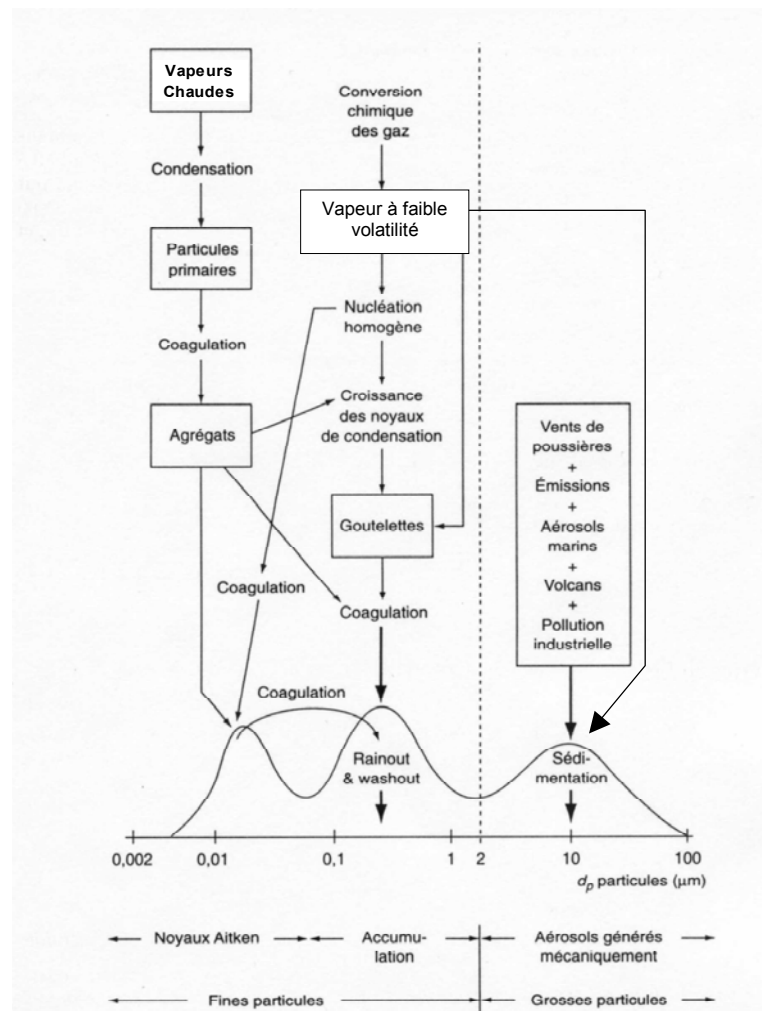 Vapeurs
Chaudes
Condensation
Particules
primaires
Coagulation
Agrégats
Conversion
chimique
des gaz
Vapeur à faible
volatilité
Nucléation
homogène
Croissance
des noyaux
de condensation
Goutelettes
Coagulation
Coagulation
Coagulation
Vents de
poussières
+
Émissions
+
Aérosols
marins
+
Volcans
+
Pollution
industrielle
Rainout
& washout
Sédi-
mentation
0,002 0,01 0,1 1 2 10 100
dp particules (µm)
Noyaux Aitken Accumu-
lation Aérosols générés
mécaniquement
Fines particules Grosses particules